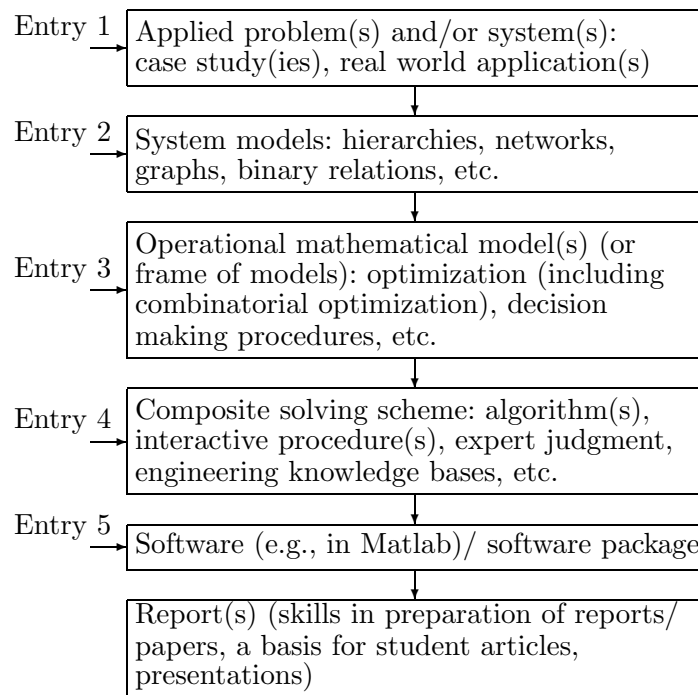 Entry 1
Applied problem(s) and/or system(s):
case study(ies), real world application(s)
Entry 2
System models: hierarchies, networks,
graphs, binary relations, etc.
Entry 3
Operational mathematical model(s) (or
frame of models): optimization (including
combinatorial optimization), decision
making procedures, etc.
Entry 4
Composite solving scheme: algorithm(s),
interactive procedure(s), expert judgment,
engineering knowledge bases, etc.
Entry 5
Software (e.g., in Matlab)/ software package
Report(s) (skills in preparation of reports/
papers, a basis for student articles,
presentations)